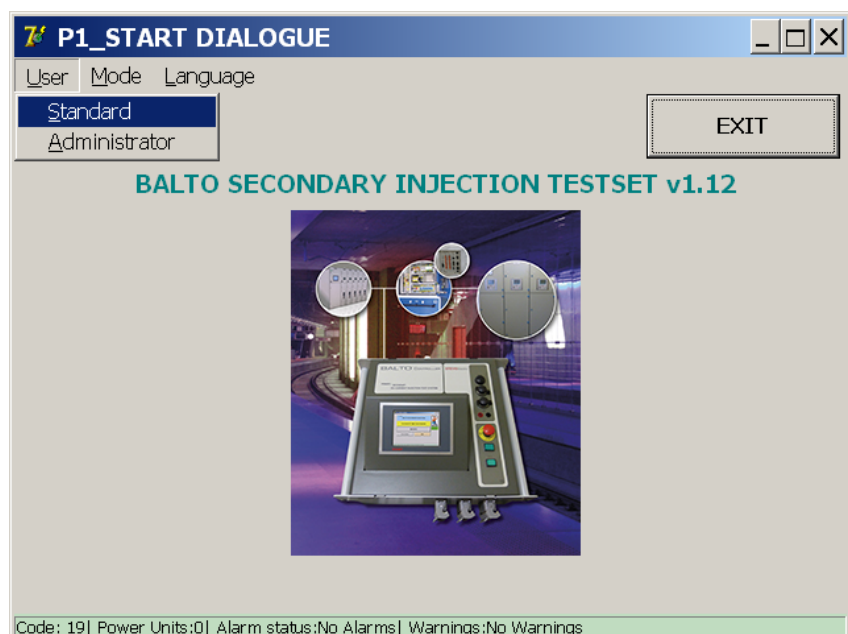 P1_START DIALOGUE
User Mode Language
Standard
Administrator
EXIT
BALTO SECONDARY INJECTION TESTSET v1.12
BALTO
Code: 19| Power Units:0| Alarm status:No Alarms| Warnings:No Warnings